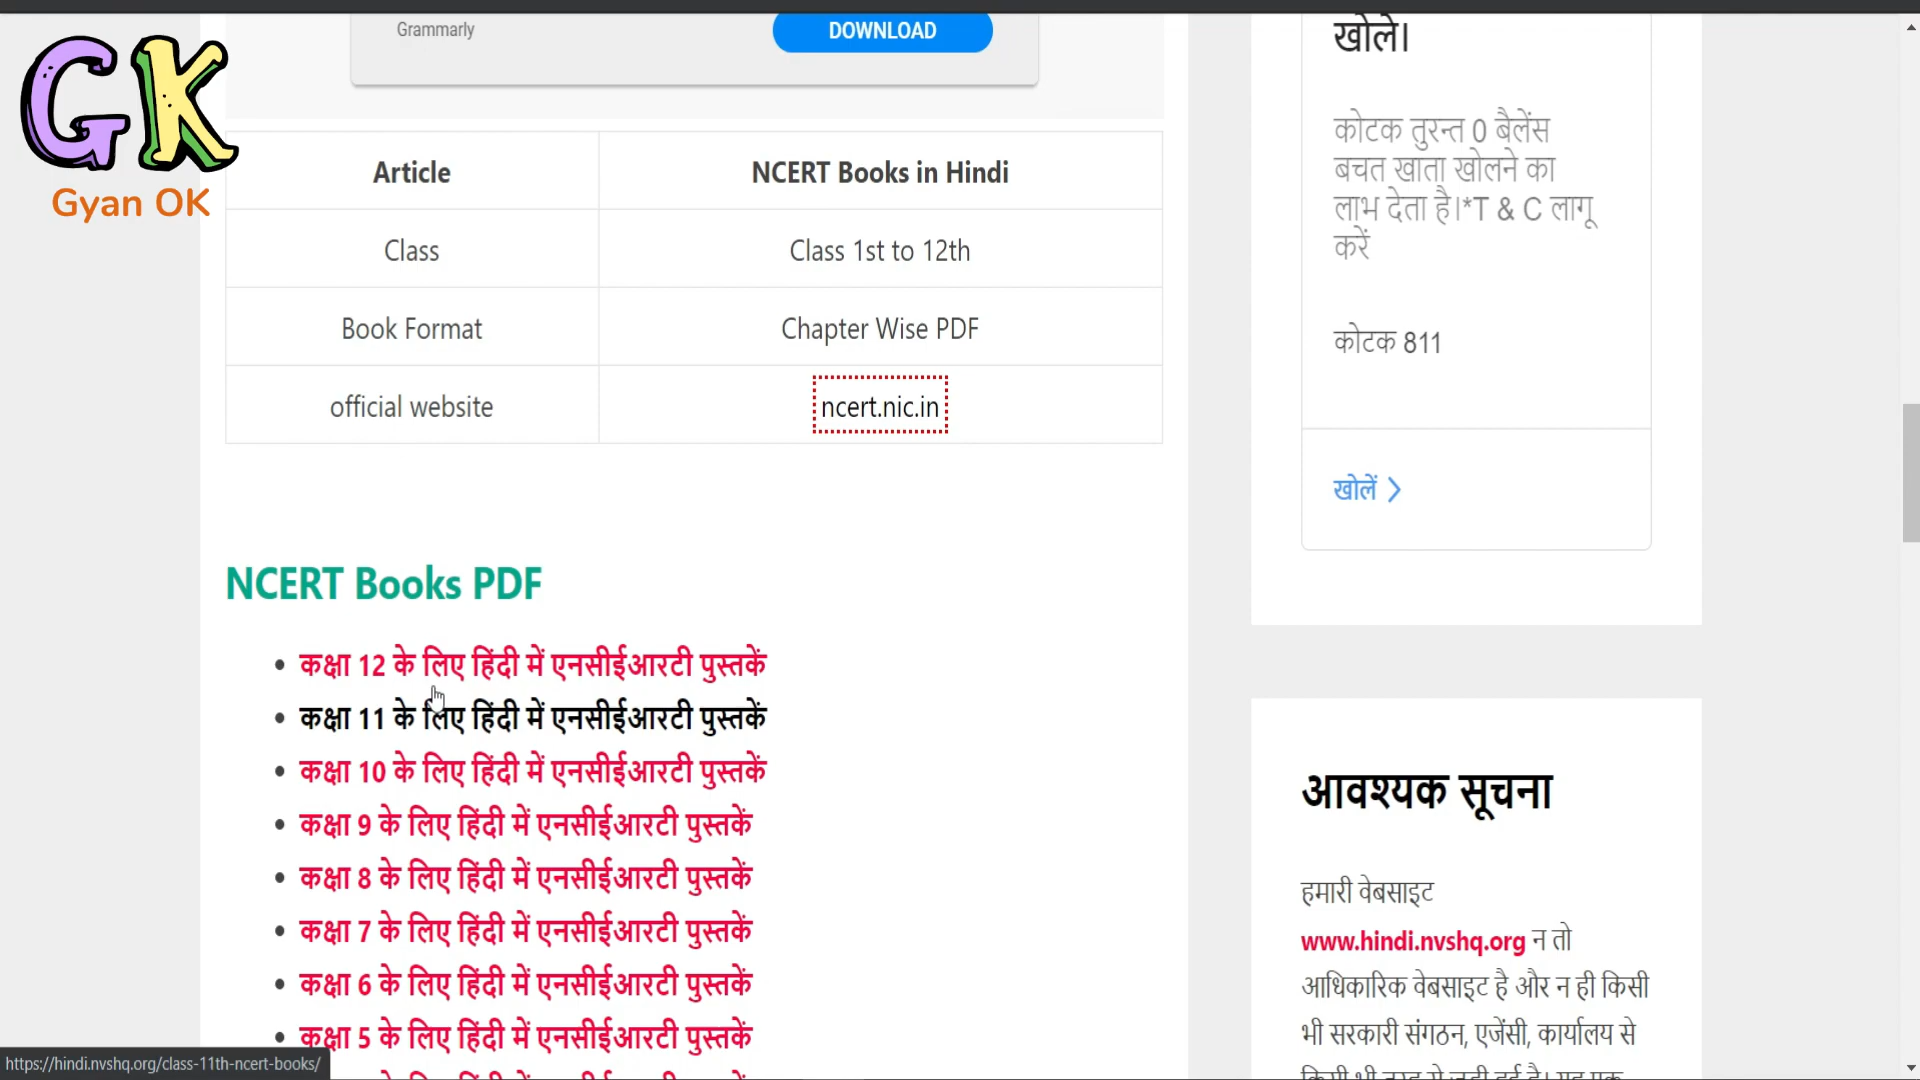 GK
Gyan OK
Grammarly
DOWNLOAD
Article
NCERT Books in Hindi
Class
Class 1st to 12th
Book Format
Chapter Wise PDF
official website
ncert.nic.in
NCERT Books PDF
• कक्षा 12 के लिए हिंदी में एनसीईआरटी पुस्तकें
• कक्षा 11 के लिए हिंदी में एनसीईआरटी पुस्तकें
• कक्षा 10 के लिए हिंदी में एनसीईआरटी पुस्तकें
• कक्षा 9 के लिए हिंदी में एनसीईआरटी पुस्तकें
• कक्षा 8 के लिए हिंदी में एनसीईआरटी पुस्तकें
• कक्षा 7 के लिए हिंदी में एनसीईआरटी पुस्तकें
• कक्षा 6 के लिए हिंदी में एनसीईआरटी पुस्तकें
• कक्षा 5 के लिए हिंदी में एनसीईआरटी पुस्तकें
https://hindi.nvshq.org/class-11th-ncert-books/
खोले।
कोटक तुरन्त 0 बैलेंस
बचत खाता खोलने का
लाभ देता है।*T & C लागू
करें
कोटक 811
खोलें
आवश्यक सूचना
हमारी वेबसाइट
www.hindi.nvshq.org न तो
आधिकारिक वेबसाइट है और न ही किसी
भी सरकारी संगठन, एजेंसी, कार्यालय से